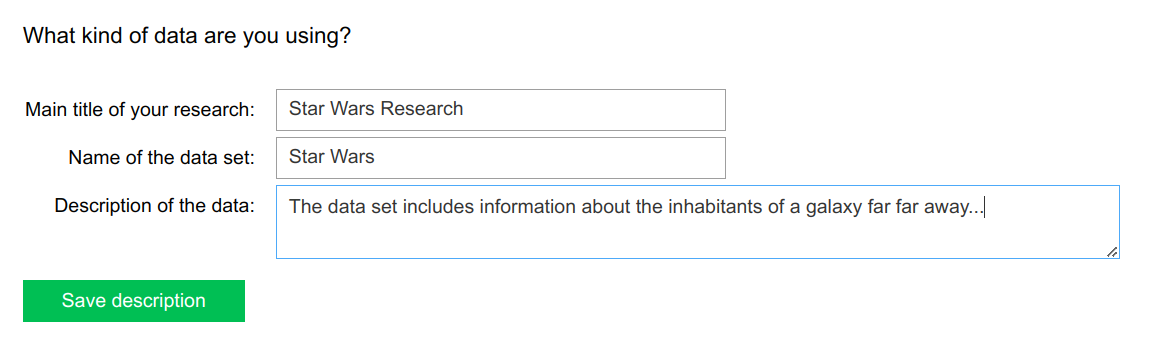 What kind of data are you using?
Main title of your research: Star Wars Research
Name of the data set: Star Wars
Description of the data: The data set includes information about the inhabitants of a galaxy far far away...
Save description